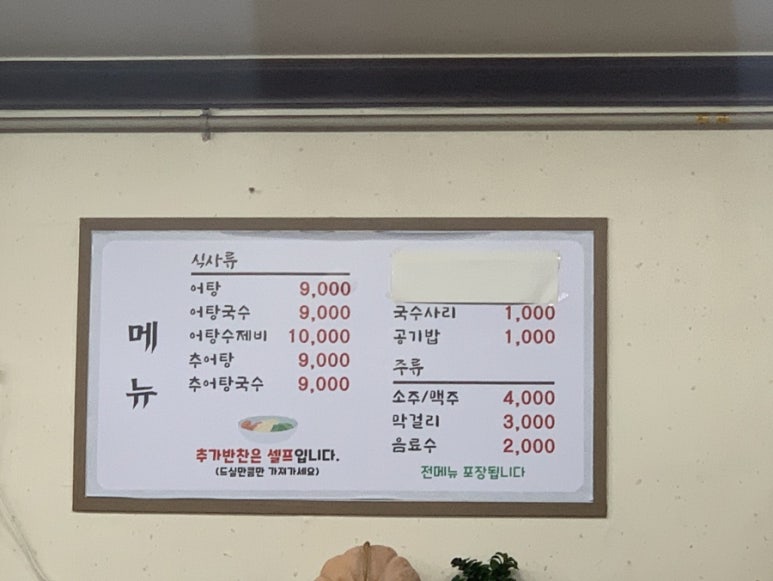 메뉴
식사류
어탕 9,000
어탕국수 9,000
어탕수제비 10,000
추어탕 9,000
추어탕국수 9,000
추가반찬은 셀프입니다.
(드실만큼만 가져가세요)
국수사리 1,000
공기밥 1,000
주류
소주/맥주 4,000
막걸리 3,000
음료수 2,000
전메뉴 포장됩니다